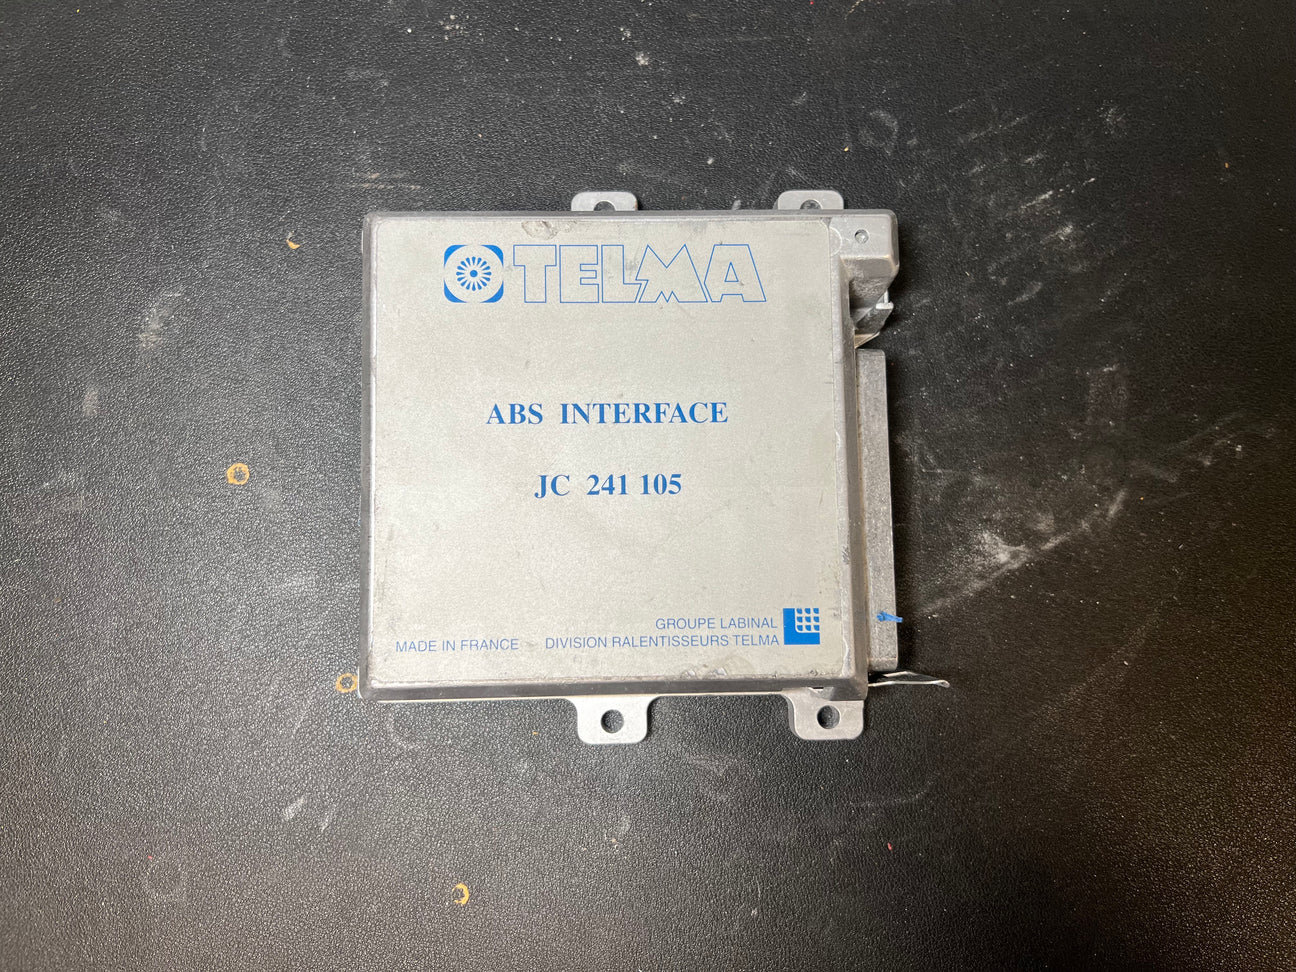 TELMA
ABS INTERFACE
JC 241 105
GROUPE LABINAL
MADE IN FRANCE DIVISION RALENTISSEURS TELMA